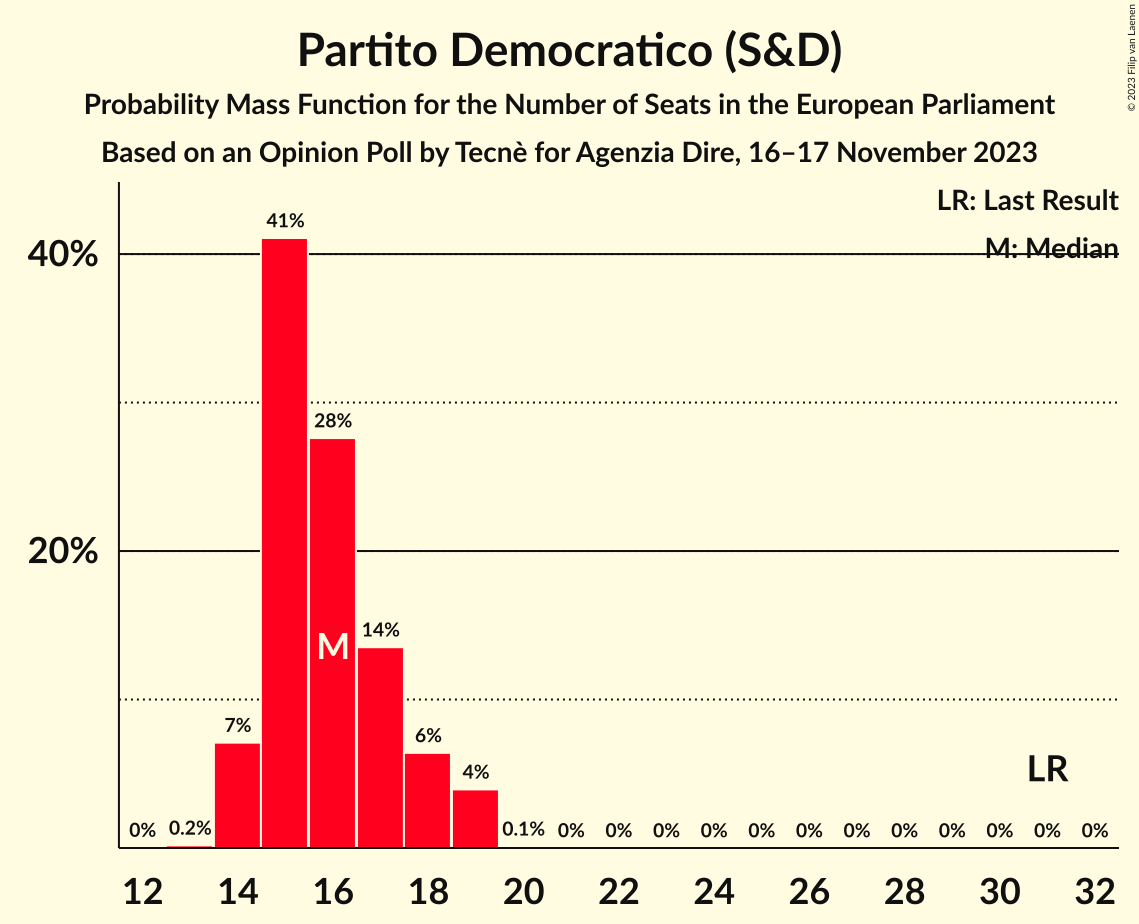 © 2023 Filip van Laenen
Partito Democratico (S&D)
Probability Mass Function for the Number of Seats in the European Parliament
Based on an Opinion Poll by Tecnè for Agenzia Dire, 16–17 November 2023
LR: Last Result
M: Median
40%
20%
0% 0.2% 7% 41% 28% 14% 6% 4% 0.1% 0% 0% 0% 0% 0% 0% 0% 0% 0% 0% 0% 0%
M
LR
12 14 16 18 20 22 24 26 28 30 32